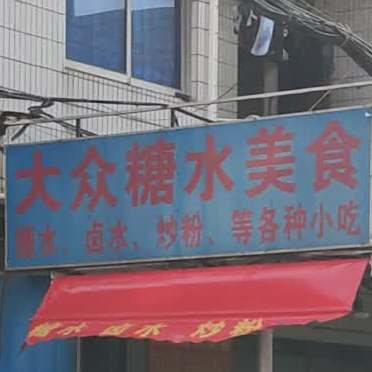 大众糖水美食
糖水、卤水、炒粉、等各种小吃
糖水 卤水 炒粉